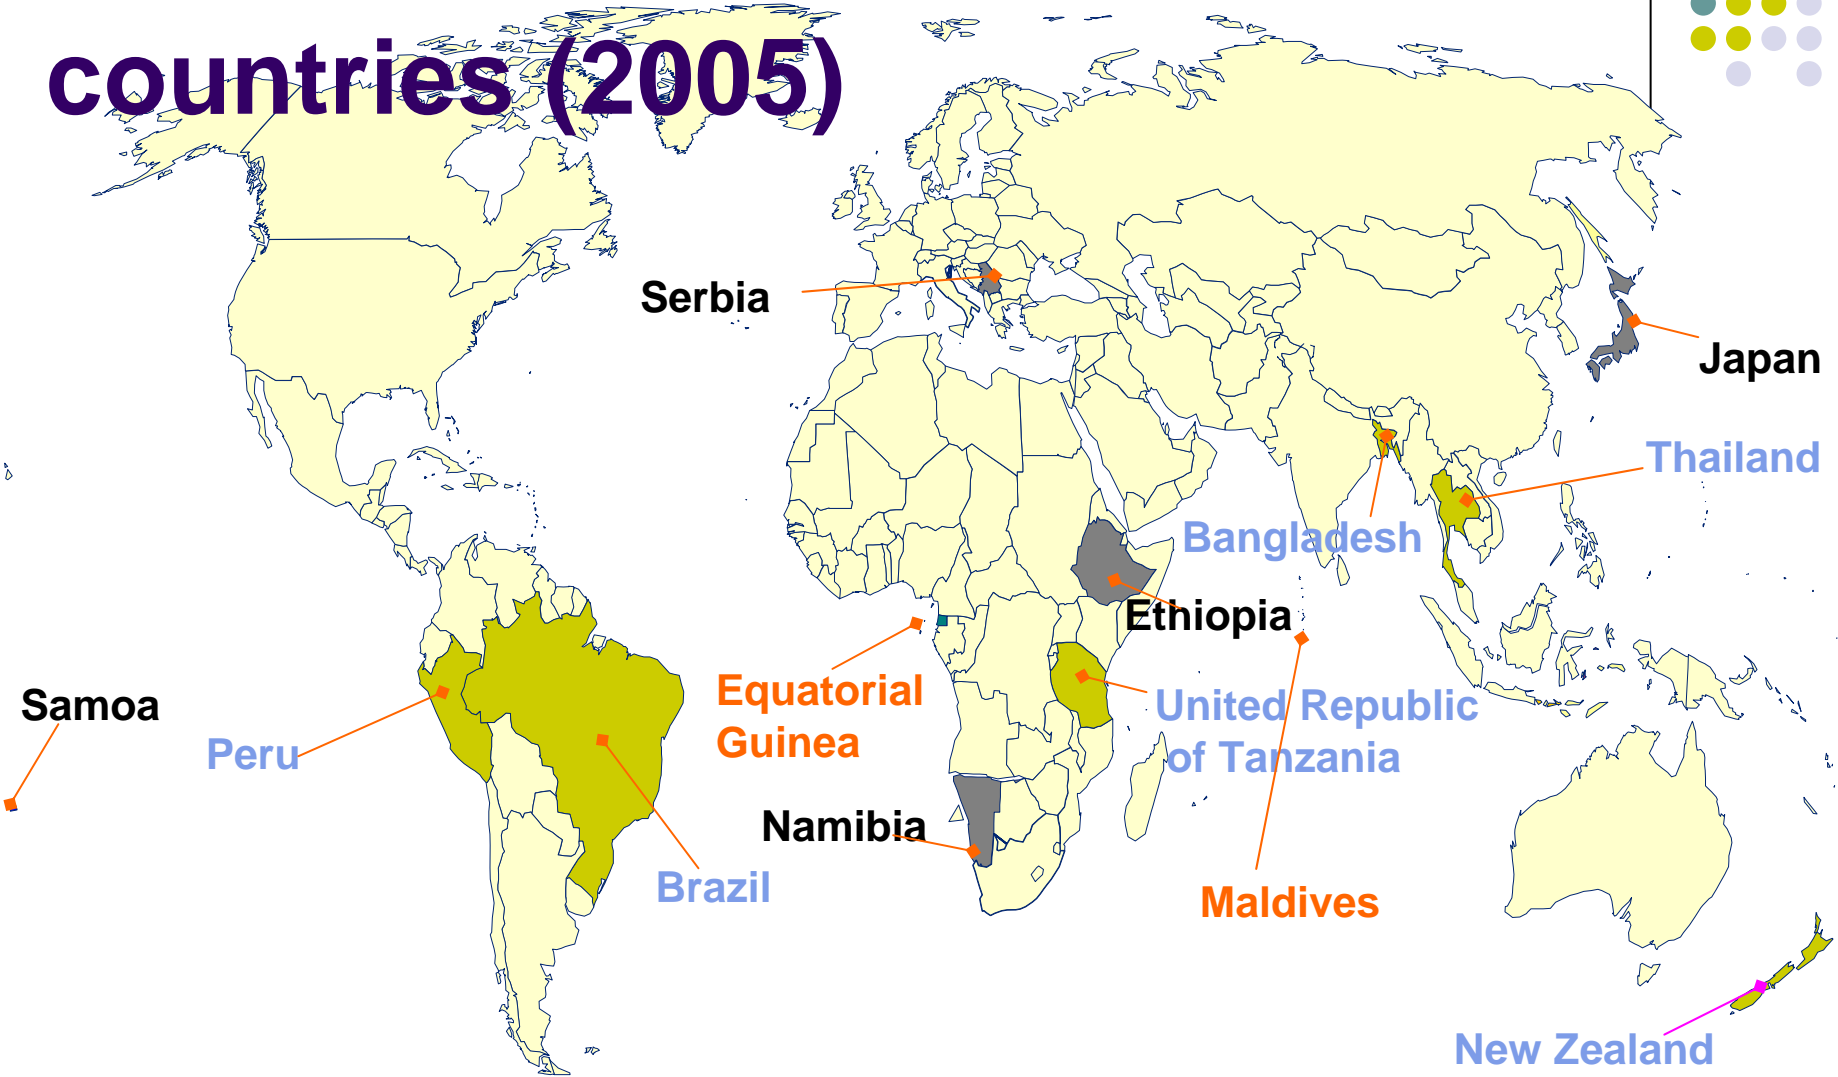 countries (2005)
Serbia
Japan
Thailand
Bangladesh
Ethiopia
Equatorial
Guinea
United Republic
of Tanzania
Samoa
Peru
Namibia
Brazil
Maldives
New Zealand